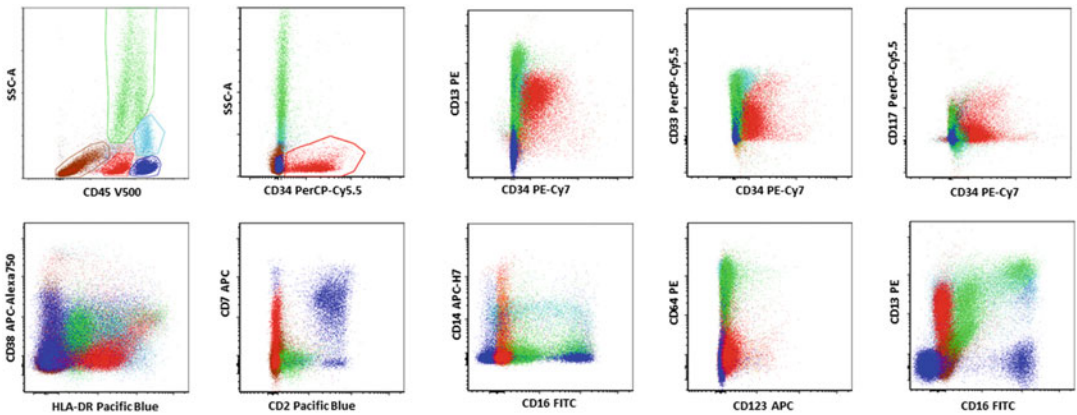 SSC-A
CD45 V500
SSC-A
CD34 PerCP-Cy5.5
CD13 PE
CD34 PE-Cy7
CD33 PerCP-Cy5.5
CD34 PE-Cy7
CD117 PerCP-Cy5.5
CD34 PE-Cy7
CD38 APC-Alexa750
HLA-DR Pacific Blue
CD7 APC
CD2 Pacific Blue
CD14 APC-H7
CD16 FITC
CD64 PE
CD123 APC
CD13 PE
CD16 FITC